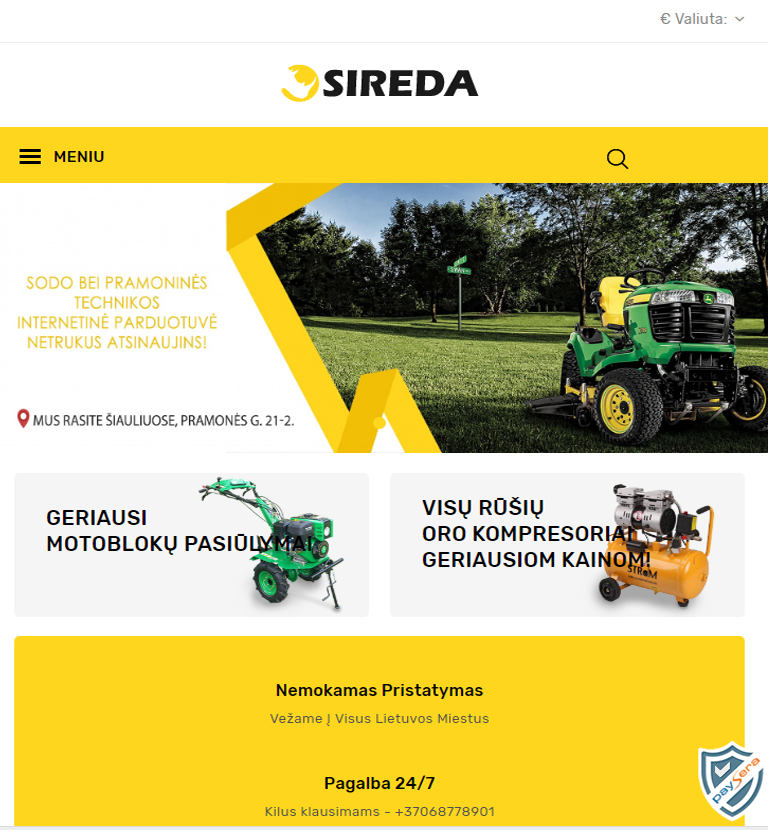 € Valiuta:
SIREDA
MENIU
SODO BEI PRAMONINĖS
TECHNIKOS
INTERNETINĖ PARDUOTUVĖ
NETRUKUS ATSINAUJINS!
MUS RASITE ŠIAULIUOSE, PRAMONĖS G. 21-2.
GERIAUSI
MOTOBLOKŲ PASIŪLYMAI
VISŲ RŪŠIŲ
ORO KOMPRESORIAI
GERIAUSIOM KAINOM!
STROM
Nemokamas Pristatymas
Vežame Į Visus Lietuvos Miestus
Pagalba 24/7
Kilus klausimams - +37068778901
paysera